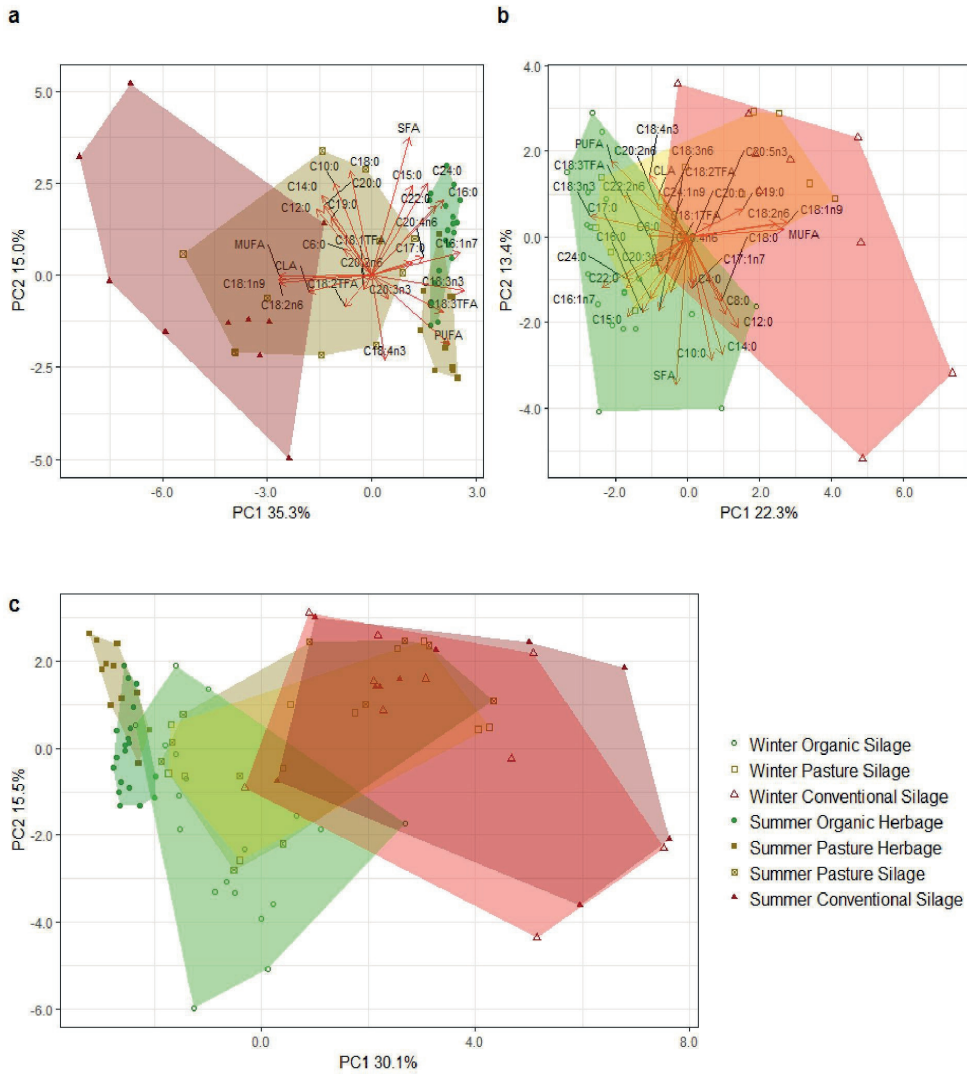 a
PC2 15.0%
5.0
2.5
0.0
-2.5
-5.0
SFA
C10:0
C18:0
C15:0
C24:0
C14:0
C20:0
C22:0
C16:0
C12:0
C19:0
C20:4n6
MUFA
C6:0
C18:1TFA
C17:0
C16:1n7
CLA
C20:2n6
C18:1n9
C18:2TFA
C20:3n3
C18:3n3
C18:2n6
C18:3TFA
PUFA
C18:4n3
-6.0
-3.0
0.0
3.0
PC1 35.3%
b
PC2 13.4%
4.0
2.0
0.0
-2.0
-4.0
C18:4n3
PUFA
C20:2n6
C18:3n6
C20:5n3
C18:3TFA
CLA
C18:2TFA
C18:3n3
C22:2n6
C24:1n9
C20:0
C19:0
C17:0
C18:1TFA
C18:2n6
C18:1n9
C16:0
C6:0
C18:0
MUFA
C24:0
C20:3n3
C17:1n7
C22:0
C4:0
C16:1n7
C8:0
C15:0
C12:0
C10:0
C14:0
SFA
-2.0
0.0
2.0
4.0
6.0
PC1 22.3%
c
PC2 15.5%
2.0
0.0
-2.0
-4.0
-6.0
0.0
4.0
8.0
PC1 30.1%
Winter Organic Silage
Winter Pasture Silage
Winter Conventional Silage
Summer Organic Herbage
Summer Pasture Herbage
Summer Pasture Silage
Summer Conventional Silage